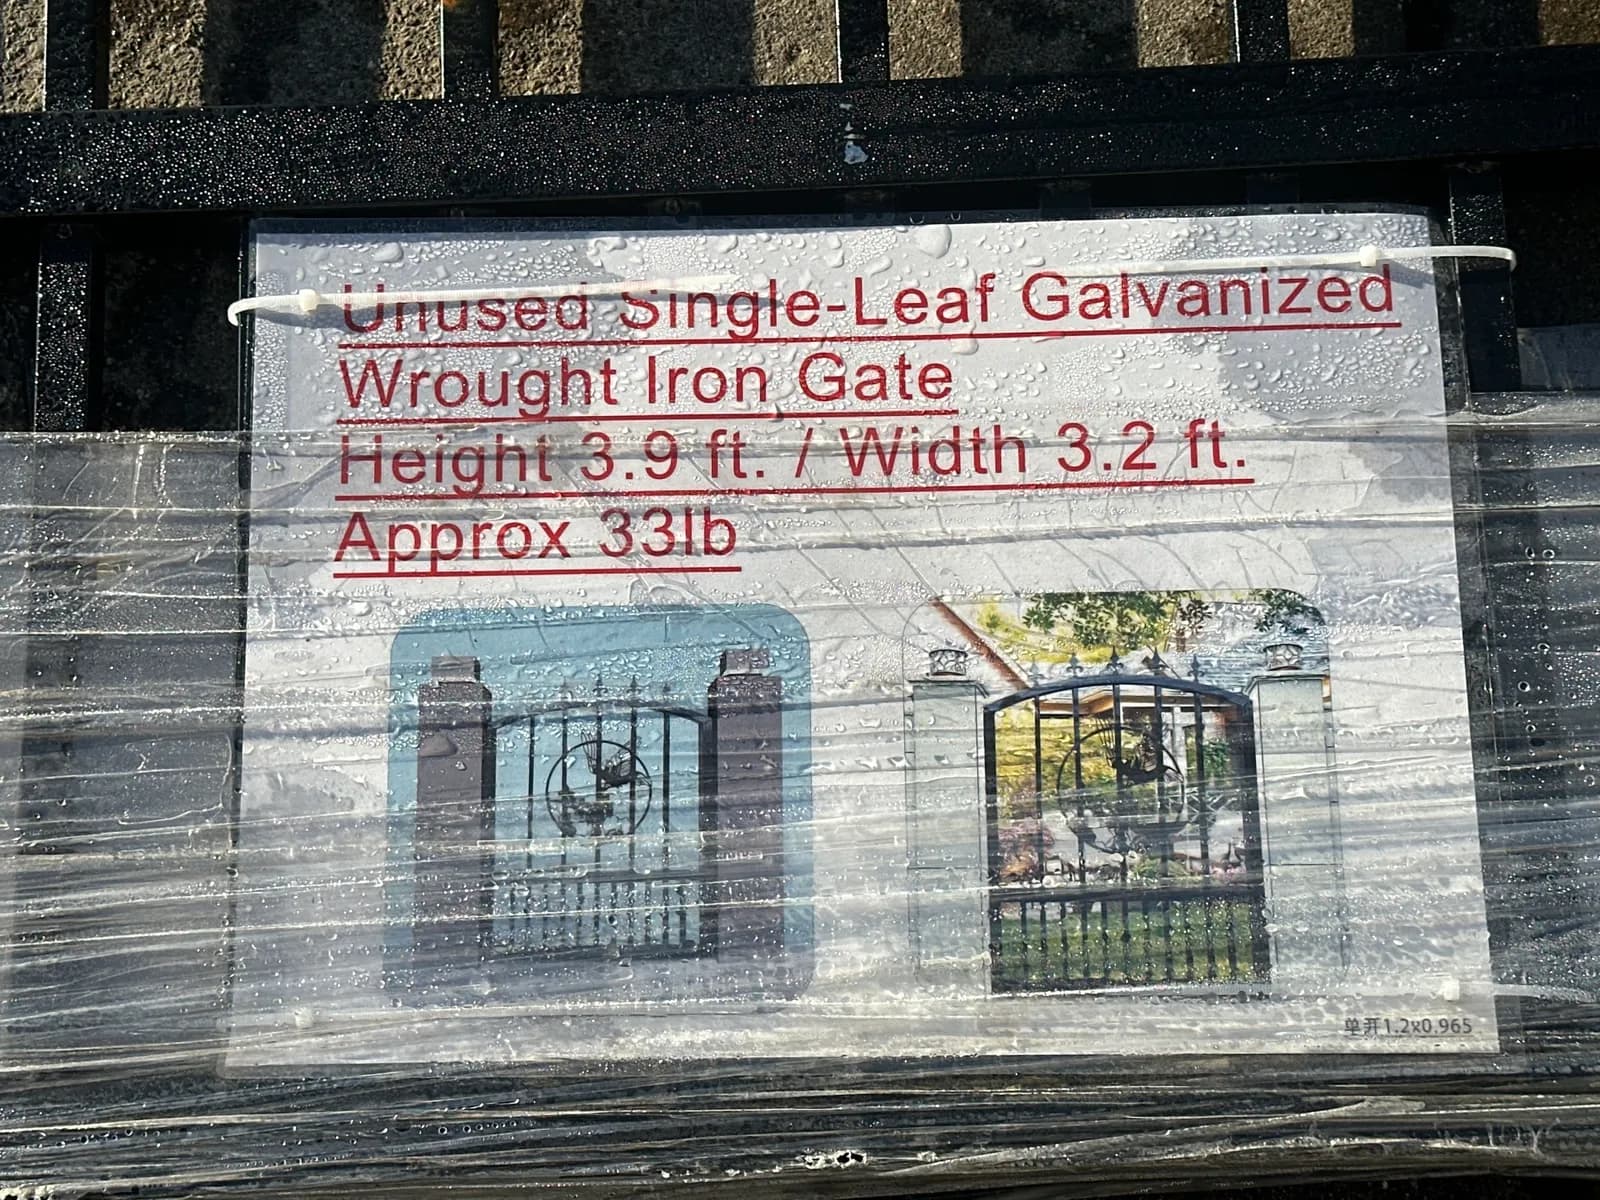 Unused Single-Leaf Galvanized
Wrought Iron Gate
Height 3.9 ft. / Width 3.2 ft.
Approx 33lb
单开1.2x0.965